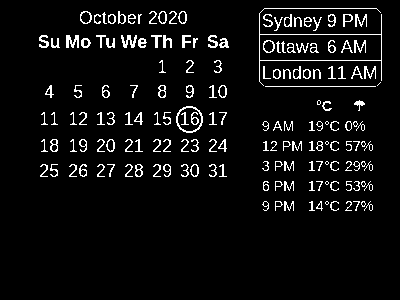 October 2020
Su Mo Tu We Th Fr Sa
1 2 3
4 5 6 7 8 9 10
11 12 13 14 15 16 17
18 19 20 21 22 23 24
25 26 27 28 29 30 31
Sydney 9 PM
Ottawa 6 AM
London 11 AM
°C
9 AM 19°C 0%
12 PM 18°C 57%
3 PM 17°C 29%
6 PM 17°C 53%
9 PM 14°C 27%